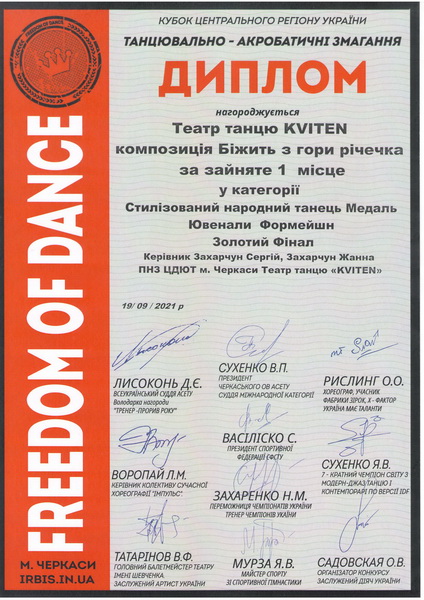 КУБОК ЦЕНТРАЛЬНОГО РЕГІОНУ УКРАЇНИ
ТАНЦЮВАЛЬНО - АКРОБАТИЧНІ ЗМАГАННЯ
ДИПЛОМ
нагороджується
Театр танцю KVITEN
композиція Біжить з гори річечка
за зайняте 1 місце
у категорії
Стилізований народний танець Медаль
Ювенали Формейшн
Золотий Фінал
Керівник Захарчун Сергій, Захарчун Жанна
ПНЗ ЦДЮТ м. Черкаси Театр танцю «KVITEN»
19/ 09 / 2021 р
ЛИСОКОНЬ Д.Є.
ВСЕУКРАЇНСЬКИЙ СУДДЯ АСЕТУ
Володарка нагороди
"ТРЕНЕР -ПРОРИВ РОКУ"
СУХЕНКО В.П.
ПРЕЗИДЕНТ
ЧЕРКАСЬКОГО ОВ АСЕТУ
СУДДЯ МІЖНАРОДНОЇ КАТЕГОРІЇ
РИСЛИНГ О.О.
ХОРЕОГРАФ, УЧАСНИК
ФАБРИКИ ЗІРОК, X - ФАКТОР
УКРАЇНА МАЄ ТАЛАНТИ
ВОРОПАЙ Л.М.
КЕРІВНИК КОЛЕКТИВУ СУЧАСНОЇ
ХОРЕОГРАФІЇ "ІМПУЛЬС"
ВАСІЛІСКО С.
ПРЕЗИДЕНТ СПОРТИВНОЇ
ФЕДЕРАЦІЇ ЕФСТУ
СУХЕНКО Я.В.
7 - КРАТНИЙ ЧЕМПІОН СВІТУ З
МОДЕРН-ДЖАЗ ТАНЦЮ І
КОНТЕМПОРАРІ ПО ВЕРСІЇ IDF
ЗАХАРЕНКО Н.М.
ПЕРЕМОЖНИЦЯ ЧЕМПІОНАТІВ УКРАЇНИ
ТРЕНЕР ЧЕМПІОНІВ УКАЇНИ
ТАТАРІНОВ В.Ф.
ГОЛОВНИЙ БАЛЕТМЕЙСТЕР ТЕАТРУ
ІМЕНІ ШЕВЧЕНКА.
ЗАСЛУЖЕНИЙ АРТИСТ УКРАЇНИ
МУРЗА Я.В.
МАЙСТЕР СПОРТУ
ЗІ СПОРТИВНОЇ ГІМНАСТИКИ
САДОВСКАЯ О.В.
ОРГАНІЗАТОР КОНКУРСУ
ЗАСЛУЖЕНИЙ ДІЯЧ УКРАЇНИ
FREEDOM OF DANCE
М. ЧЕРКАСИ
IRBIS.IN.UA